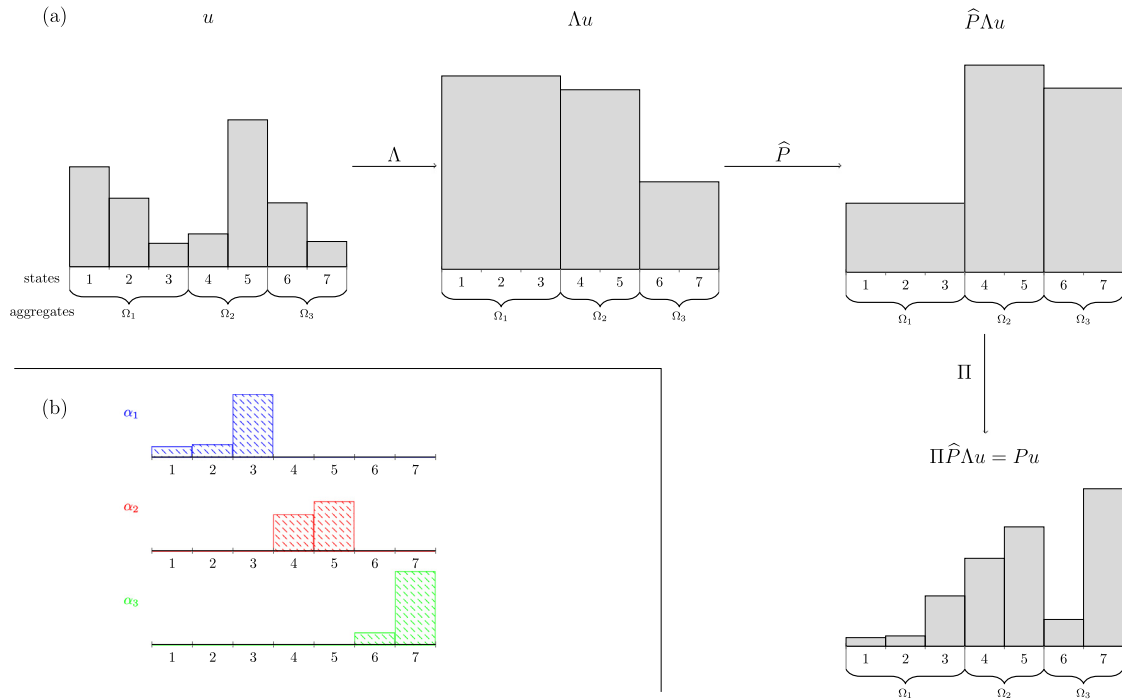 (a)
u
Λu
P̂Λu
Λ
P̂
states 1 2 3 4 5 6 7
1 2 3 4 5 6 7
1 2 3 4 5 6 7
aggregates Ω₁ Ω₂ Ω₃
Ω₁ Ω₂ Ω₃
Ω₁ Ω₂ Ω₃
Π
ΠP̂Λu = Pu
1 2 3 4 5 6 7
Ω₁ Ω₂ Ω₃
(b)
α₁
1 2 3 4 5 6 7
α₂
1 2 3 4 5 6 7
α₃
1 2 3 4 5 6 7